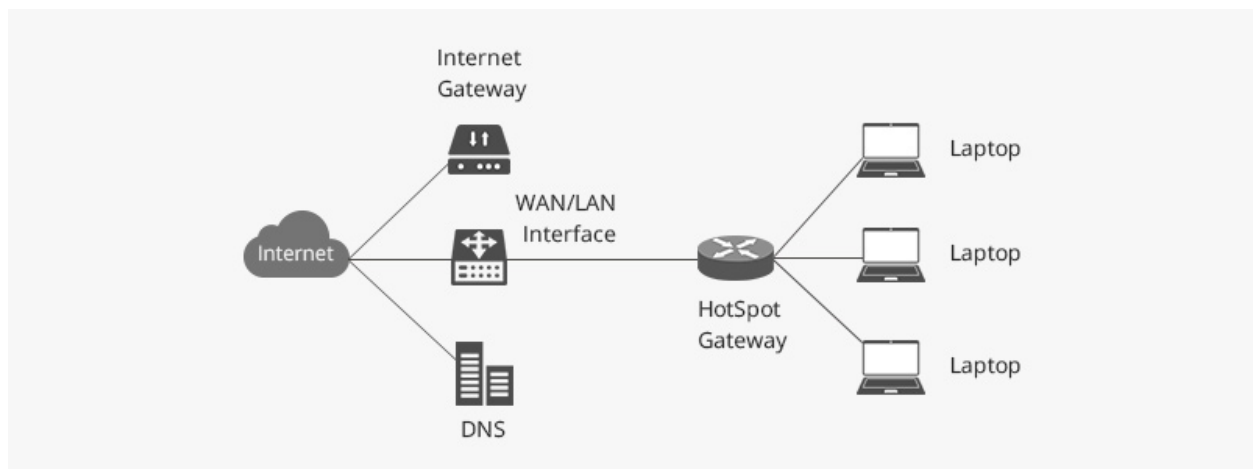 Internet
Gateway
WAN/LAN
Interface
Internet
DNS
HotSpot
Gateway
Laptop
Laptop
Laptop